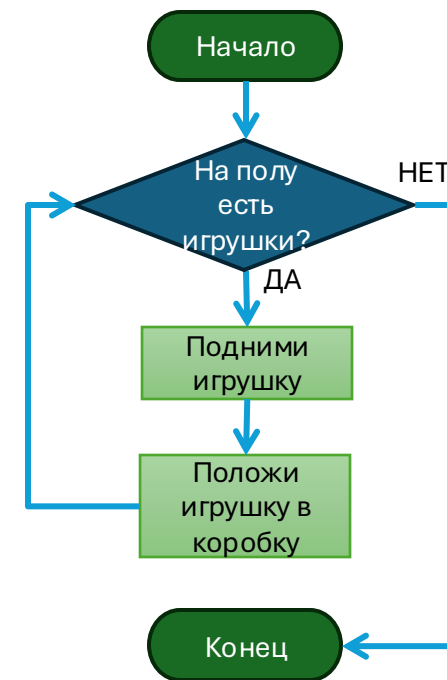 Начало
На полу
есть
игрушки?
НЕТ
ДА
Подними
игрушку
Положи
игрушку в
коробку
Конец